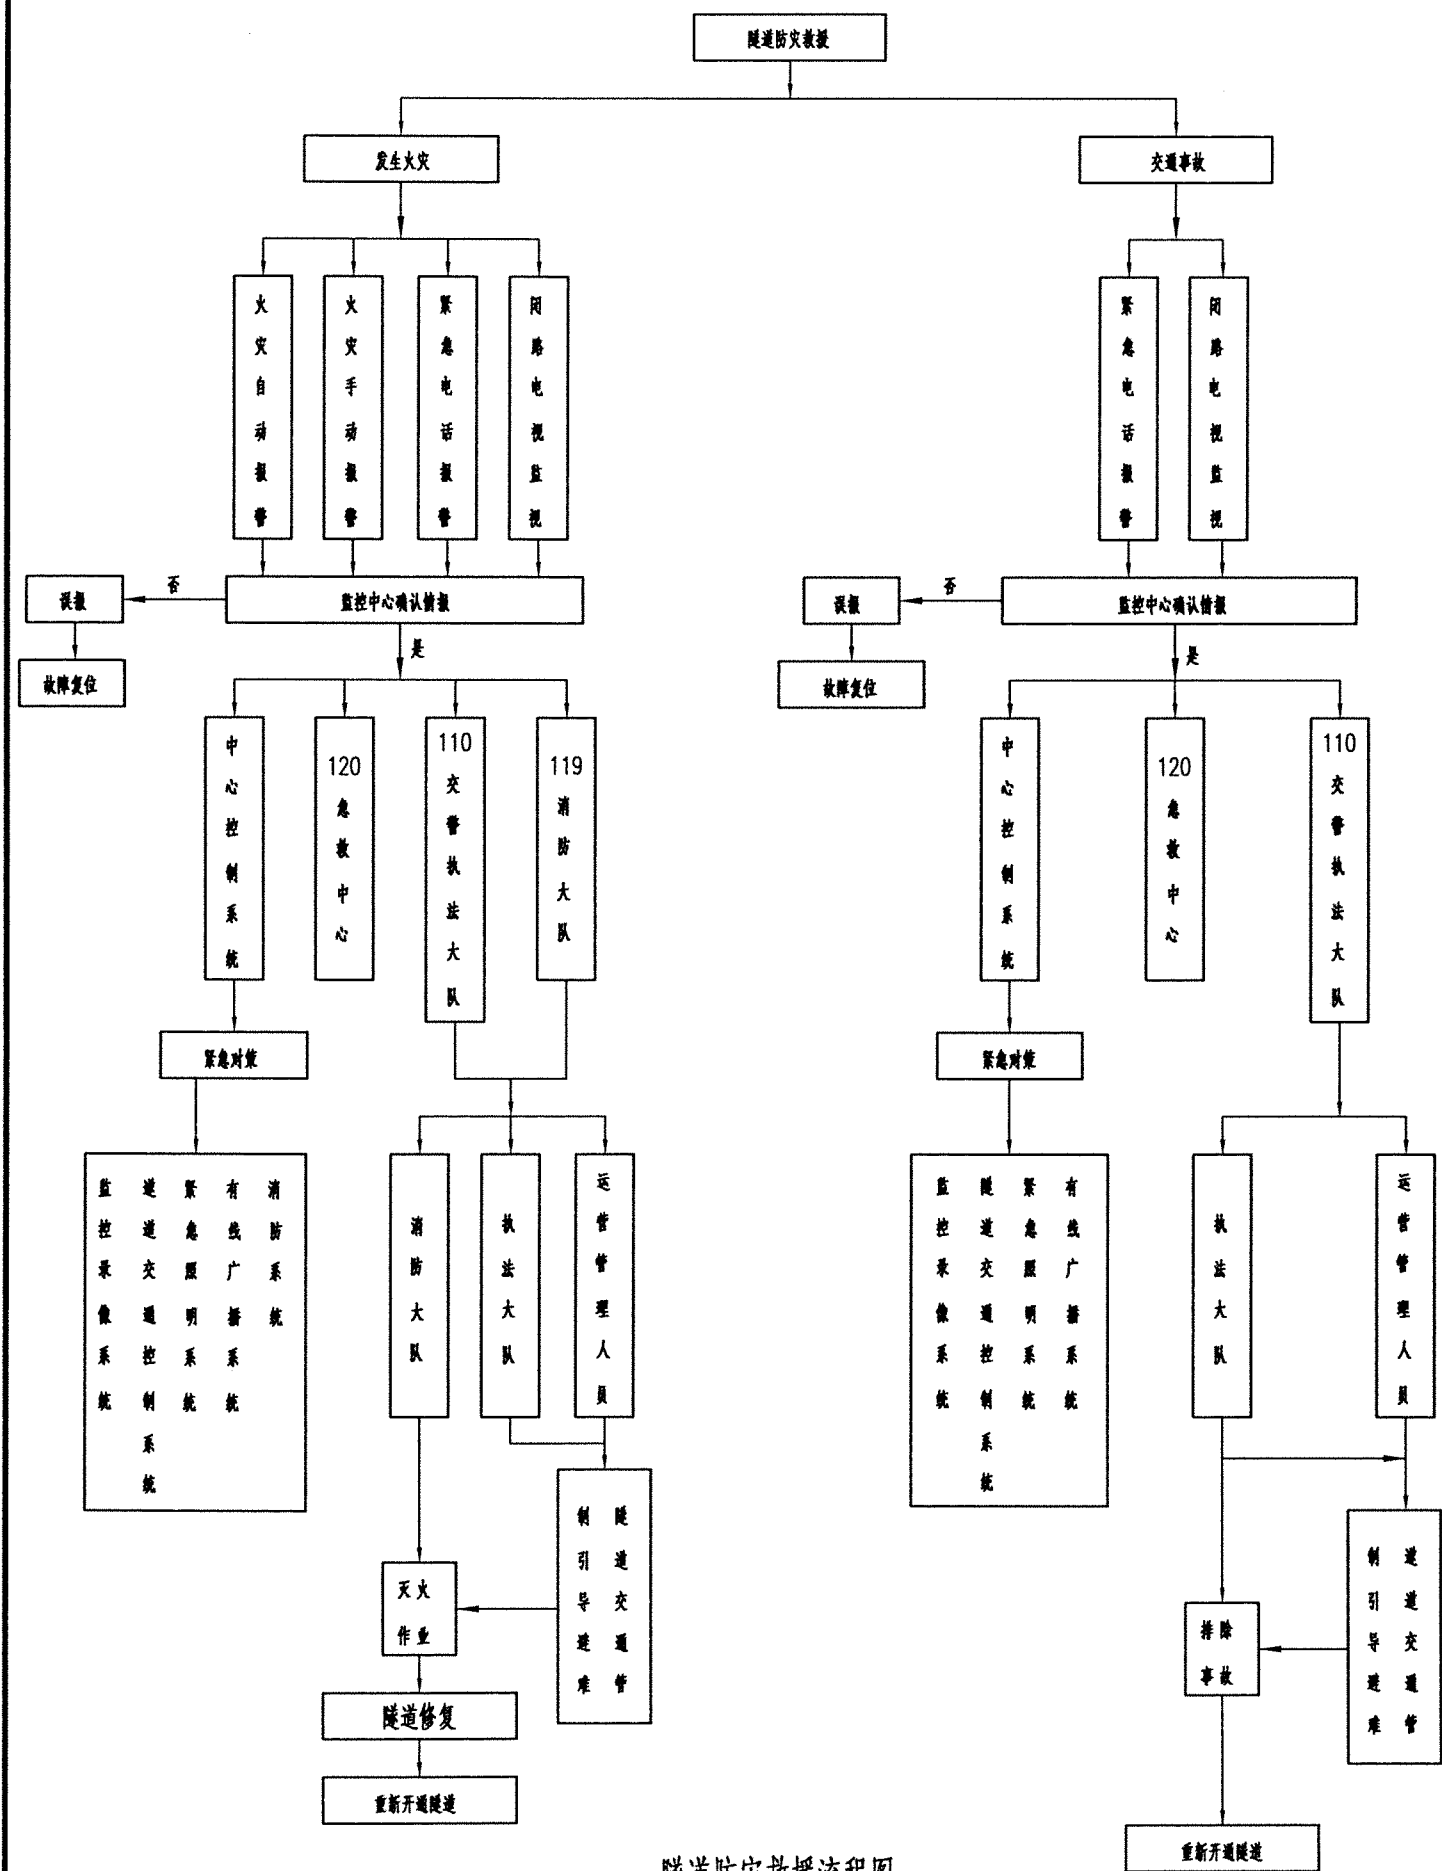 隧道防灾救援
发生火灾
交通事故
火灾自动报警
火灾手动报警
紧急电话报警
闭路电视监视
紧急电话报警
闭路电视监视
误报
否
监控中心确认情报
误报
否
监控中心确认情报
是
是
故障复位
故障复位
中心控制系统
120急救中心
110交警执法大队
119消防大队
中心控制系统
120急救中心
110交警执法大队
紧急对策
紧急对策
监控录像系统
隧道交通控制系统
紧急照明系统
有线广播系统
消防系统
消防大队
执法大队
运营管理人员
监控录像系统
隧道交通控制系统
紧急照明系统
有线广播系统
执法大队
运营管理人员
隧道交通管
制引导避难
灭火
作业
隧道交通管
制引导避难
排除
事故
隧道修复
重新开通隧道
重新开通隧道
隧道防灾救援流程图